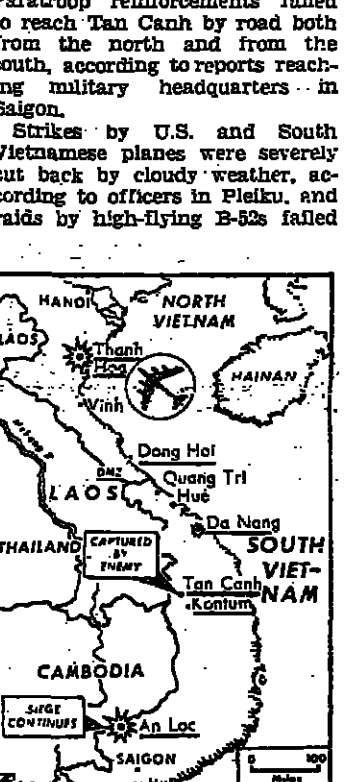 to reach Tan Canh by road both
from the north and from the
south, according to reports reach-
ing military headquarters in
Saigon.
Strikes by U.S. and South
Vietnamese planes were severely
cut back by cloudy weather, ac-
cording to officers in Pleiku, and
raids by high-flying B-52s failed
HANOI
NORTH
VIETNAM
LAOS
Thanh
Hoa
HAINAN
Vinh
Dong Hoi
DMZ
Quang Tri
LAOS
Hué
Da Nang
THAILAND
CAPTURED
BY
ENEMY
SOUTH
VIET-
NAM
Tan Canh
Kontum
CAMBODIA
SIEGE
CONTINUES
An Loc
SAIGON
0 100
Miles